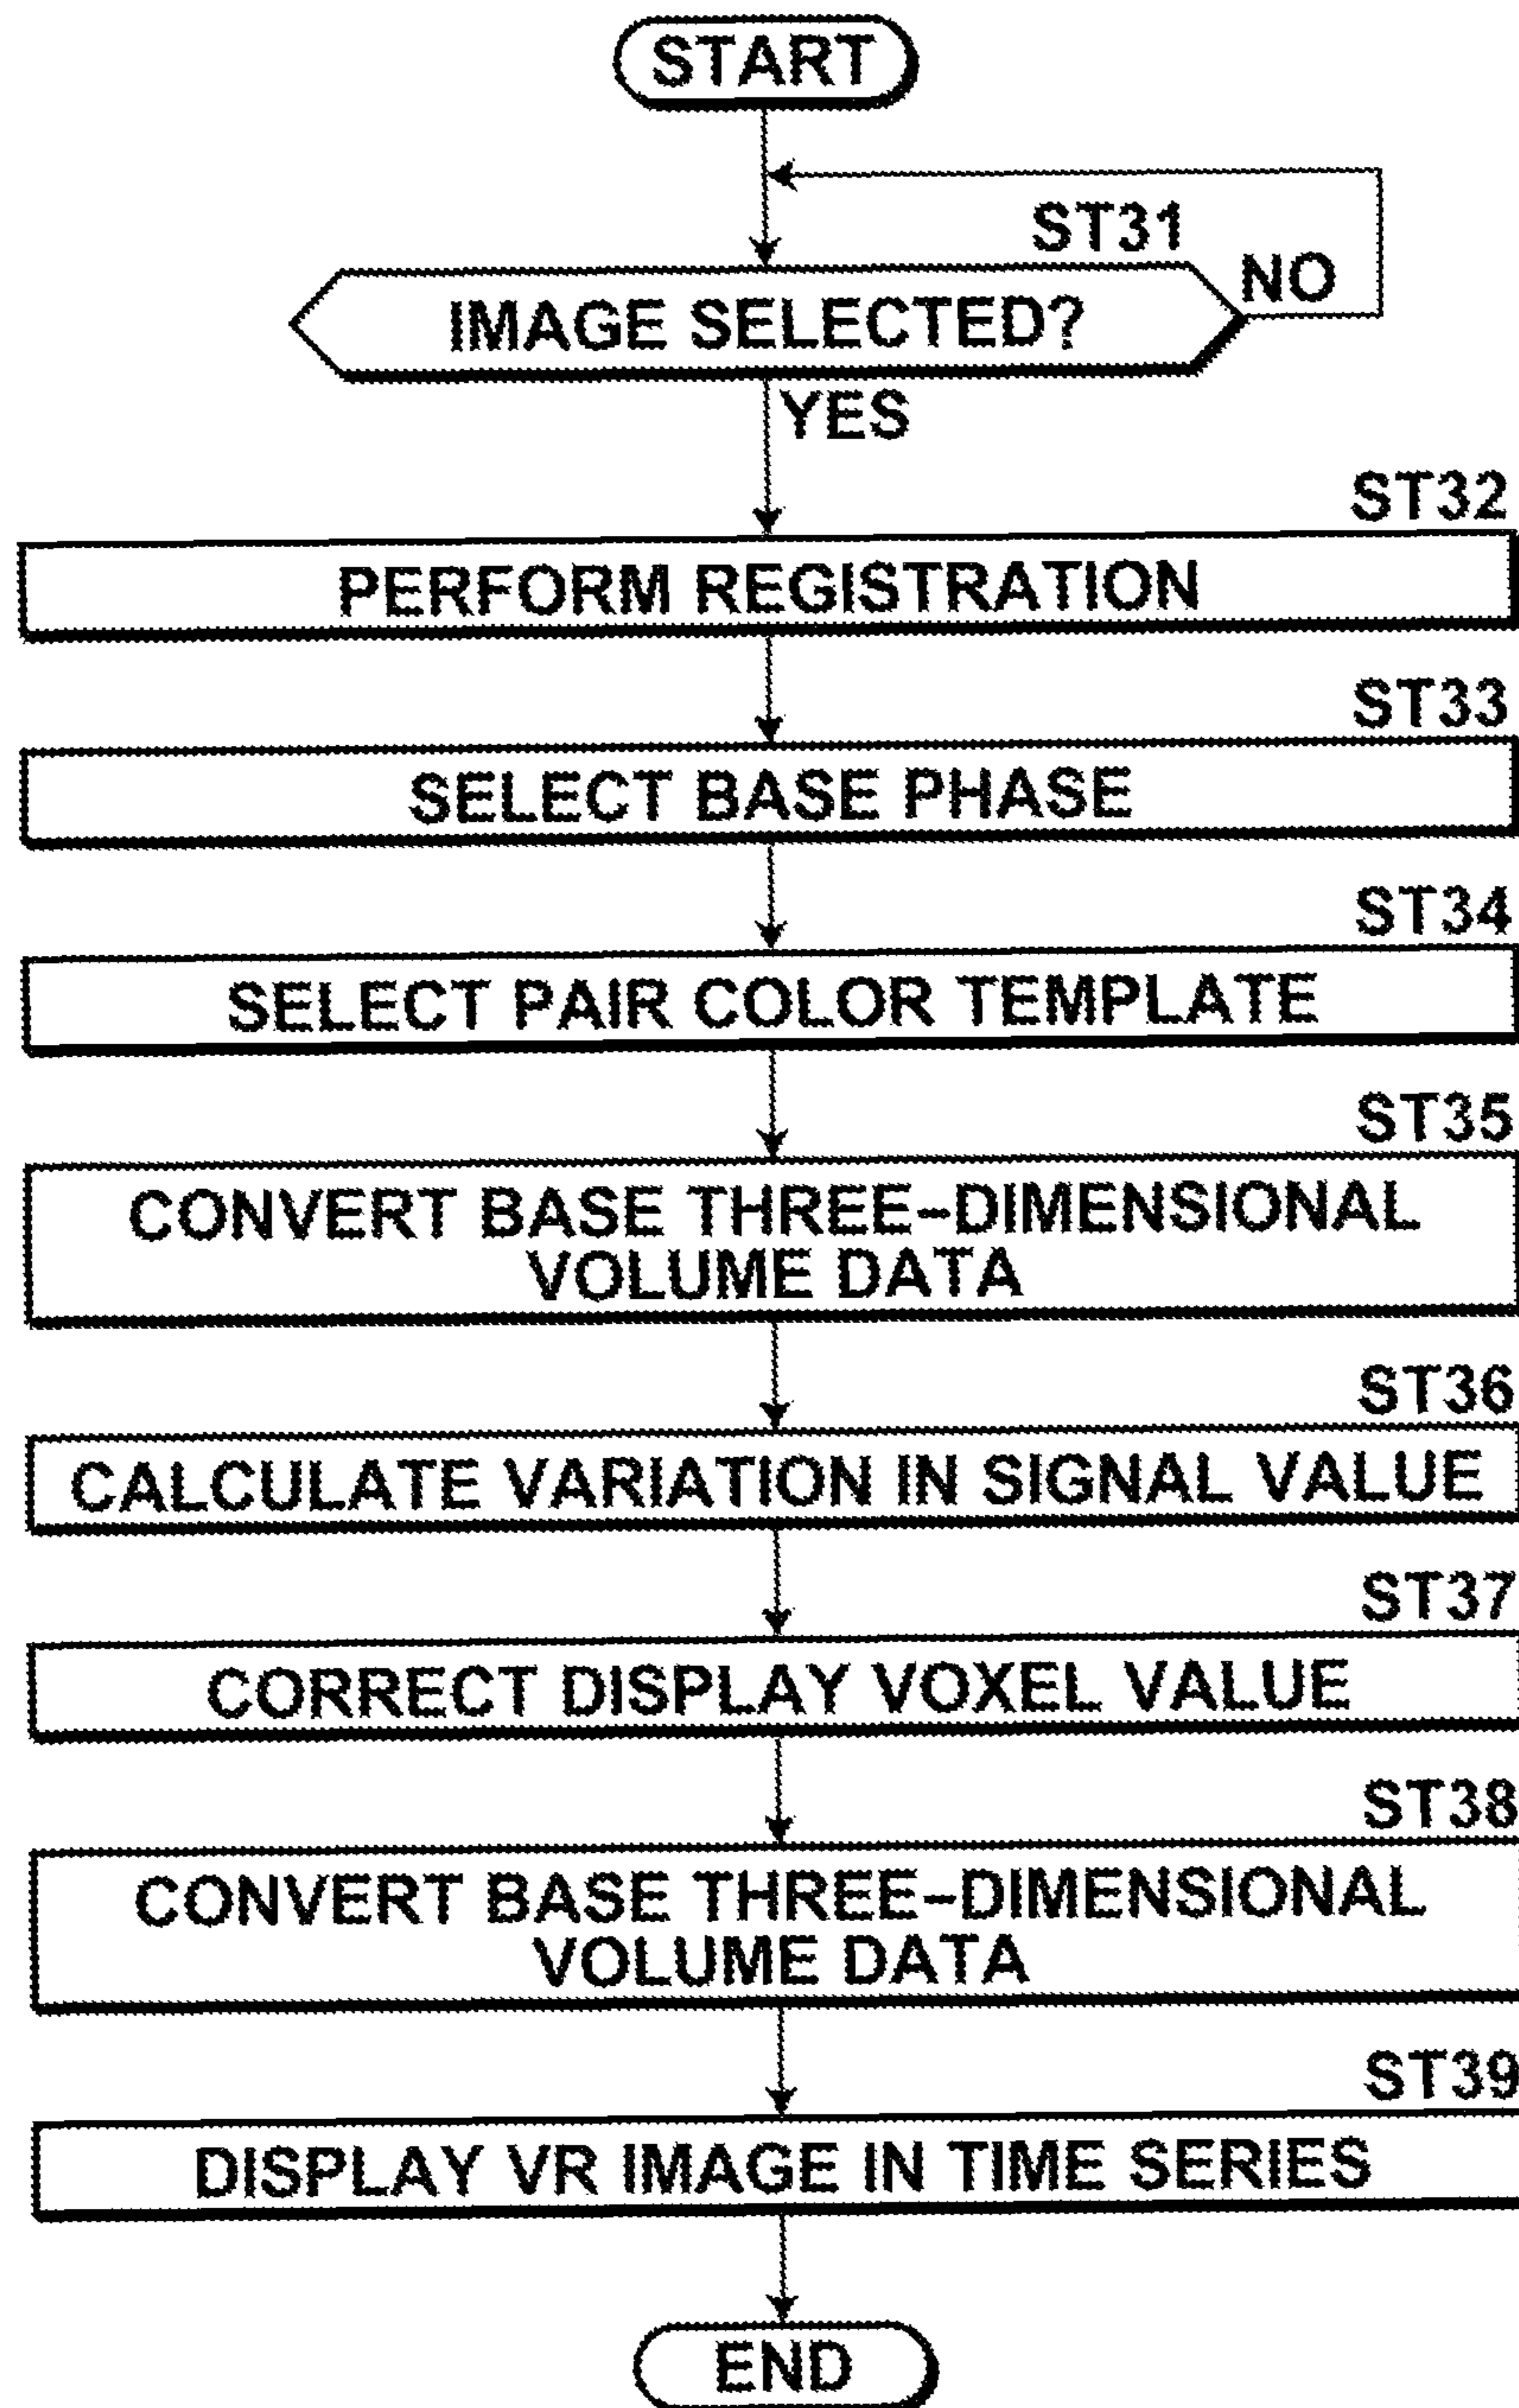 START
ST31
IMAGE SELECTED?
NO
YES
ST32
PERFORM REGISTRATION
ST33
SELECT BASE PHASE
ST34
SELECT PAIR COLOR TEMPLATE
ST35
CONVERT BASE THREE-DIMENSIONAL
VOLUME DATA
ST36
CALCULATE VARIATION IN SIGNAL VALUE
ST37
CORRECT DISPLAY VOXEL VALUE
ST38
CONVERT BASE THREE-DIMENSIONAL
VOLUME DATA
ST39
DISPLAY VR IMAGE IN TIME SERIES
END